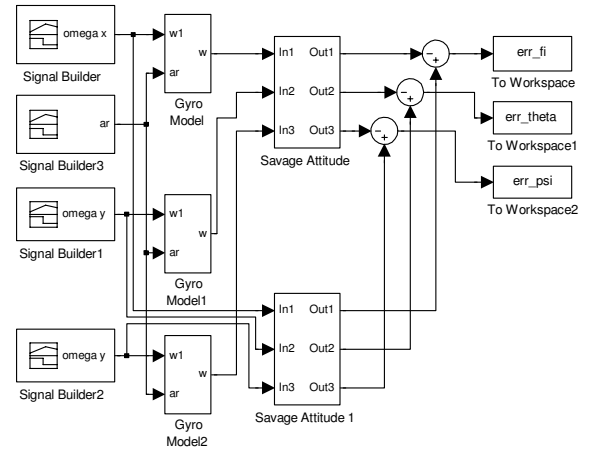 omega x
Signal Builder
ar
Signal Builder3
omega y
Signal Builder1
omega y
Signal Builder2
w1
w
ar
Gyro
Model
w1
w
ar
Gyro
Model1
w1
w
ar
Gyro
Model2
In1 Out1
In2 Out2
In3 Out3
Savage Attitude
In1 Out1
In2 Out2
In3 Out3
Savage Attitude 1
err_fi
To Workspace
err_theta
To Workspace1
err_psi
To Workspace2